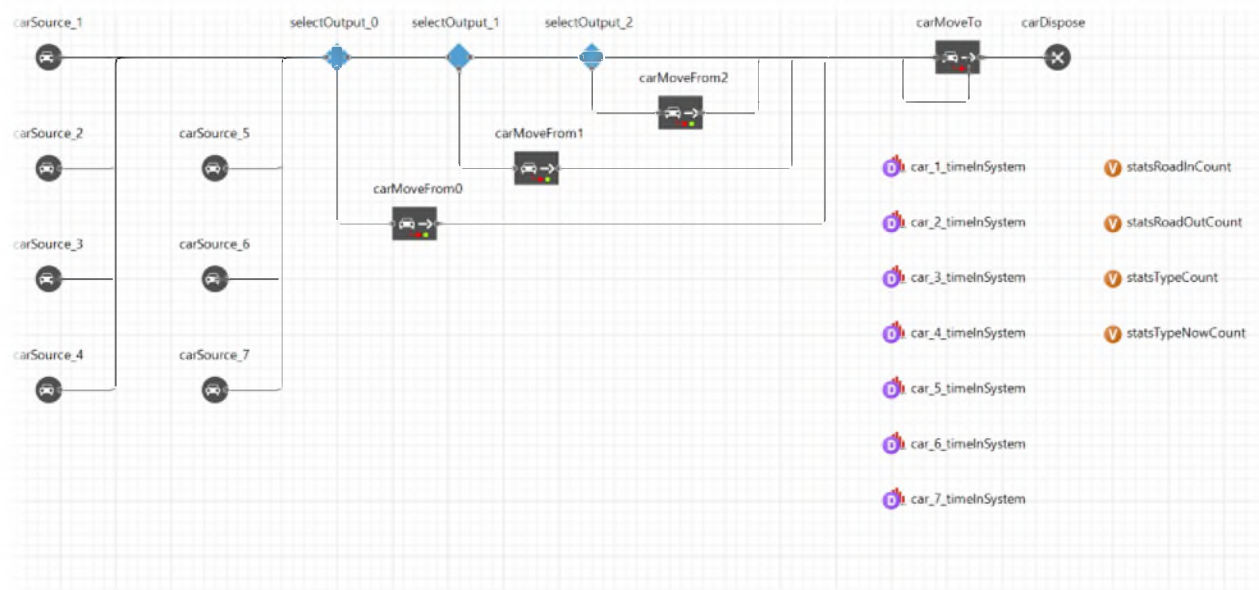 carSource_1
selectOutput_0
selectOutput_1
selectOutput_2
carMoveTo
carDispose
carMoveFrom2
carSource_2
carSource_5
carMoveFrom1
car_1_timeInSystem
statsRoadInCount
carMoveFrom0
car_2_timeInSystem
statsRoadOutCount
carSource_3
carSource_6
car_3_timeInSystem
statsTypeCount
car_4_timeInSystem
statsTypeNowCount
carSource_4
carSource_7
car_5_timeInSystem
car_6_timeInSystem
car_7_timeInSystem
D
D
D
D
D
D
D
V
V
V
V